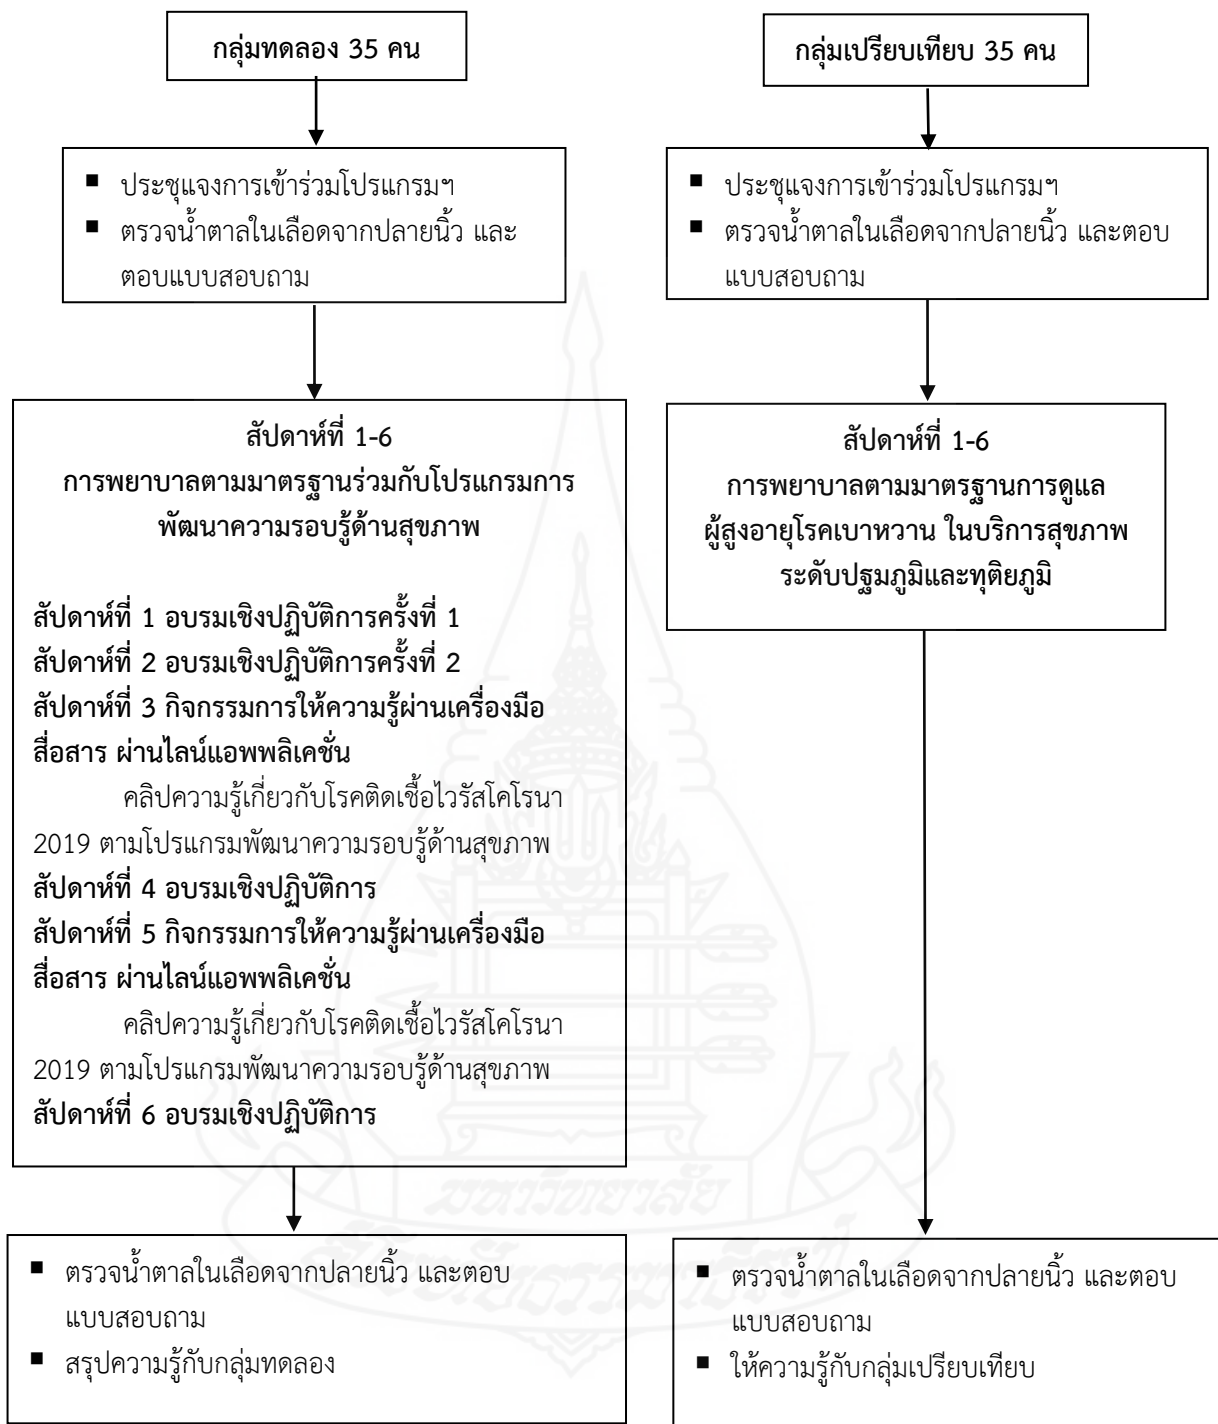 กลุ่มทดลอง 35 คน
■ ประชุแจงการเข้าร่วมโปรแกรมฯ
■ ตรวจน้ำตาลในเลือดจากปลายนิ้ว และ
ตอบแบบสอบถาม
สัปดาห์ที่ 1-6
การพยาบาลตามมาตรฐานร่วมกับโปรแกรมการ
พัฒนาความรอบรู้ด้านสุขภาพ
สัปดาห์ที่ 1 อบรมเชิงปฏิบัติการครั้งที่ 1
สัปดาห์ที่ 2 อบรมเชิงปฏิบัติการครั้งที่ 2
สัปดาห์ที่ 3 กิจกรรมการให้ความรู้ผ่านเครื่องมือ
สื่อสาร ผ่านไลน์แอพพลิเคชั่น
คลิปความรู้เกี่ยวกับโรคติดเชื้อไวรัสโคโรนา
2019 ตามโปรแกรมพัฒนาความรอบรู้ด้านสุขภาพ
สัปดาห์ที่ 4 อบรมเชิงปฏิบัติการ
สัปดาห์ที่ 5 กิจกรรมการให้ความรู้ผ่านเครื่องมือ
สื่อสาร ผ่านไลน์แอพพลิเคชั่น
คลิปความรู้เกี่ยวกับโรคติดเชื้อไวรัสโคโรนา
2019 ตามโปรแกรมพัฒนาความรอบรู้ด้านสุขภาพ
สัปดาห์ที่ 6 อบรมเชิงปฏิบัติการ
■ ตรวจน้ำตาลในเลือดจากปลายนิ้ว และตอบ
แบบสอบถาม
■ สรุปความรู้กับกลุ่มทดลอง
กลุ่มเปรียบเทียบ 35 คน
■ ประชุแจงการเข้าร่วมโปรแกรมฯ
■ ตรวจน้ำตาลในเลือดจากปลายนิ้ว และตอบ
แบบสอบถาม
สัปดาห์ที่ 1-6
การพยาบาลตามมาตรฐานการดูแล
ผู้สูงอายุโรคเบาหวาน ในบริการสุขภาพ
ระดับปฐมภูมิและทุติยภูมิ
■ ตรวจน้ำตาลในเลือดจากปลายนิ้ว และตอบ
แบบสอบถาม
■ ให้ความรู้กับกลุ่มเปรียบเทียบ
มหาวิทยาลัย
สุโขทัยธรรมาธิราช